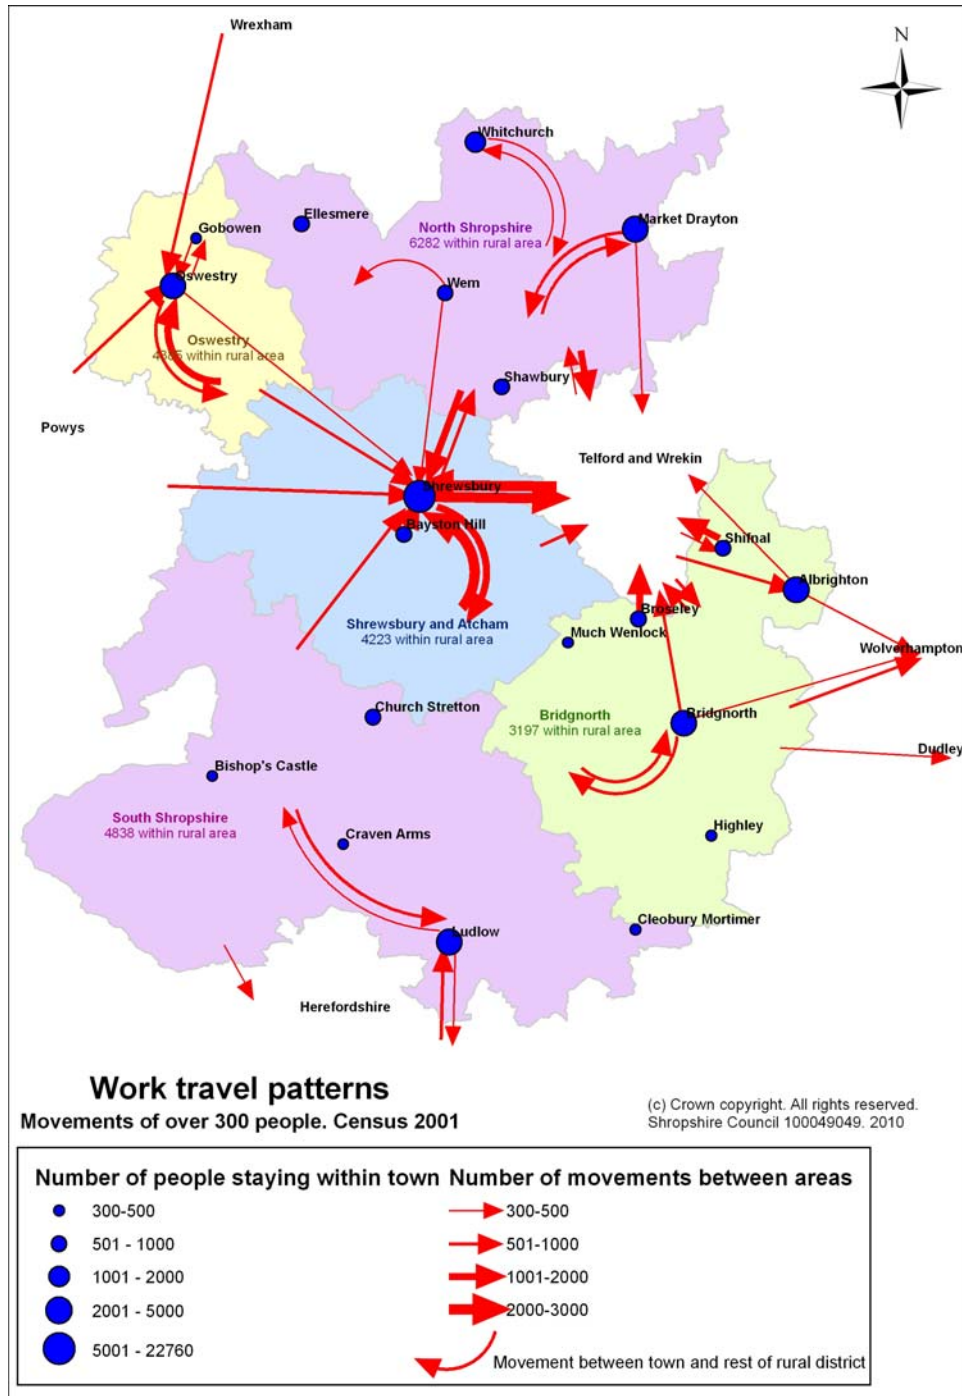 Wrexham
N
Whitchurch
Ellesmere
Market Drayton
Gobowen
North Shropshire
6282 within rural area
Oswestry
Wem
Oswestry
4385 within rural area
Shawbury
Powys
Telford and Wrekin
Shrewsbury
Bayston Hill
Shifnal
Albrighton
Broseley
Shrewsbury and Atcham
4223 within rural area
Much Wenlock
Wolverhampton
Church Stretton
Bridgnorth
3197 within rural area
Bridgnorth
Dudley
Bishop's Castle
South Shropshire
4838 within rural area
Craven Arms
Highley
Cleobury Mortimer
Ludlow
Herefordshire
Work travel patterns
Movements of over 300 people. Census 2001
(c) Crown copyright. All rights reserved.
Shropshire Council 100049049. 2010
Number of people staying within town
300-500
501 - 1000
1001 - 2000
2001 - 5000
5001 - 22760
Number of movements between areas
300-500
501-1000
1001-2000
2000-3000
Movement between town and rest of rural district